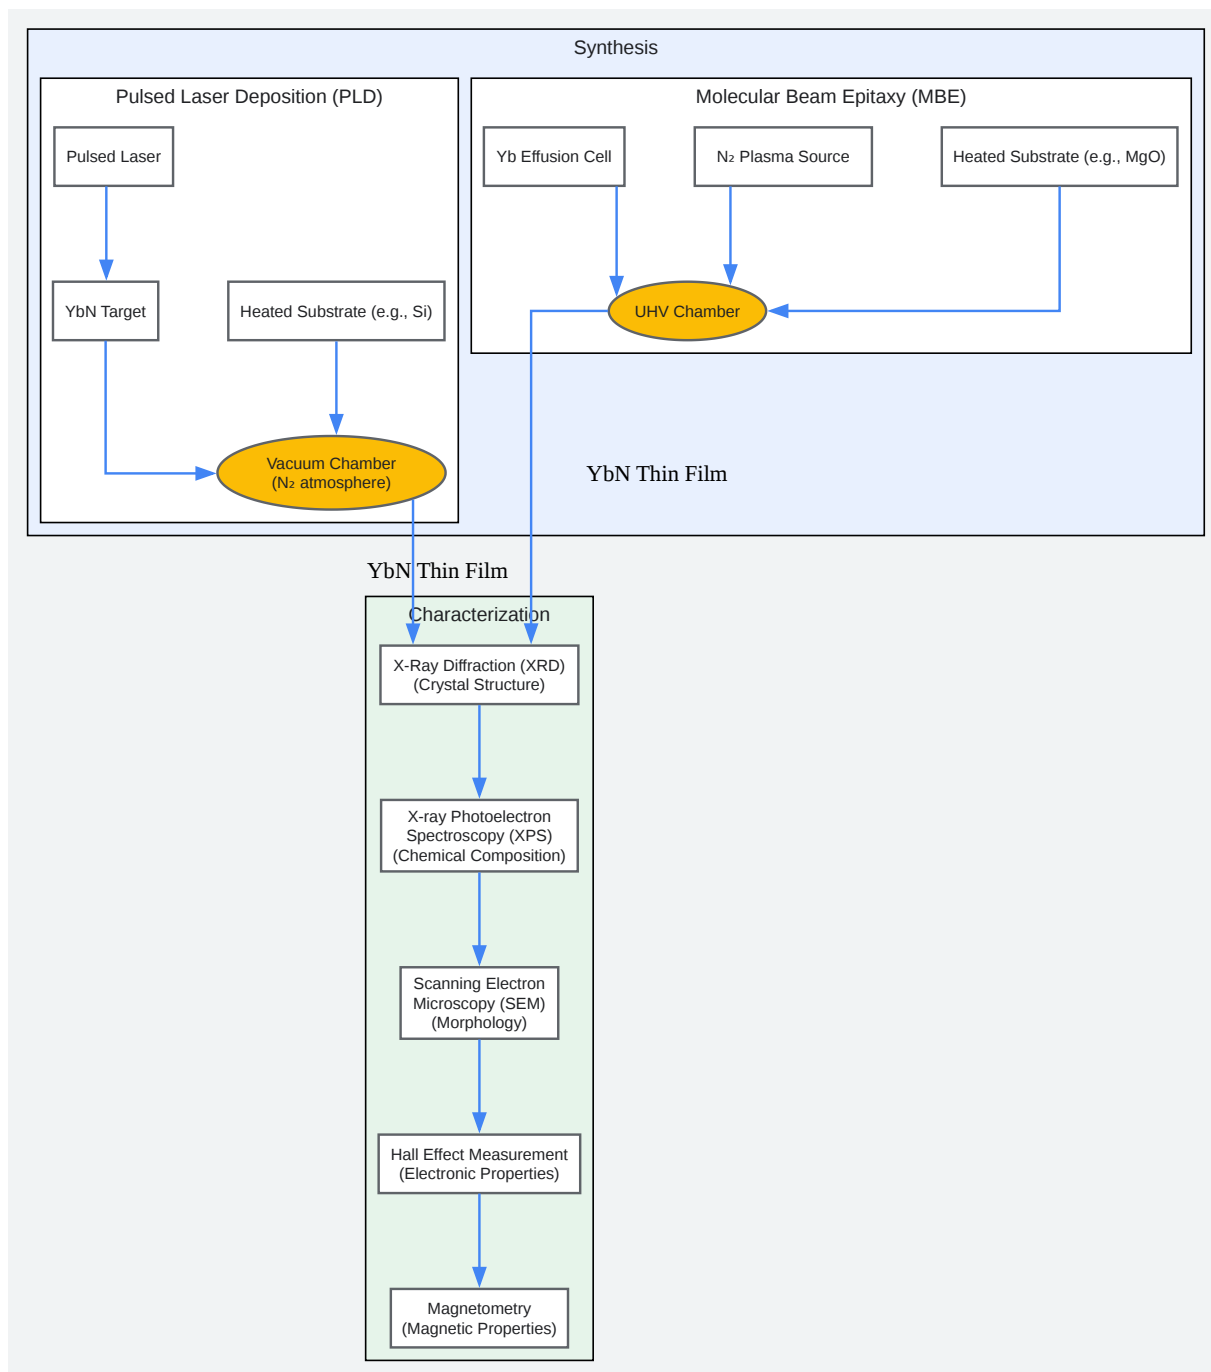 Synthesis
Pulsed Laser Deposition (PLD)
Pulsed Laser
YbN Target
Heated Substrate (e.g., Si)
Vacuum Chamber
(N₂ atmosphere)
Molecular Beam Epitaxy (MBE)
Yb Effusion Cell
N₂ Plasma Source
Heated Substrate (e.g., MgO)
UHV Chamber
YbN Thin Film
YbN Thin Film
Characterization
X-Ray Diffraction (XRD)
(Crystal Structure)
X-ray Photoelectron
Spectroscopy (XPS)
(Chemical Composition)
Scanning Electron
Microscopy (SEM)
(Morphology)
Hall Effect Measurement
(Electronic Properties)
Magnetometry
(Magnetic Properties)